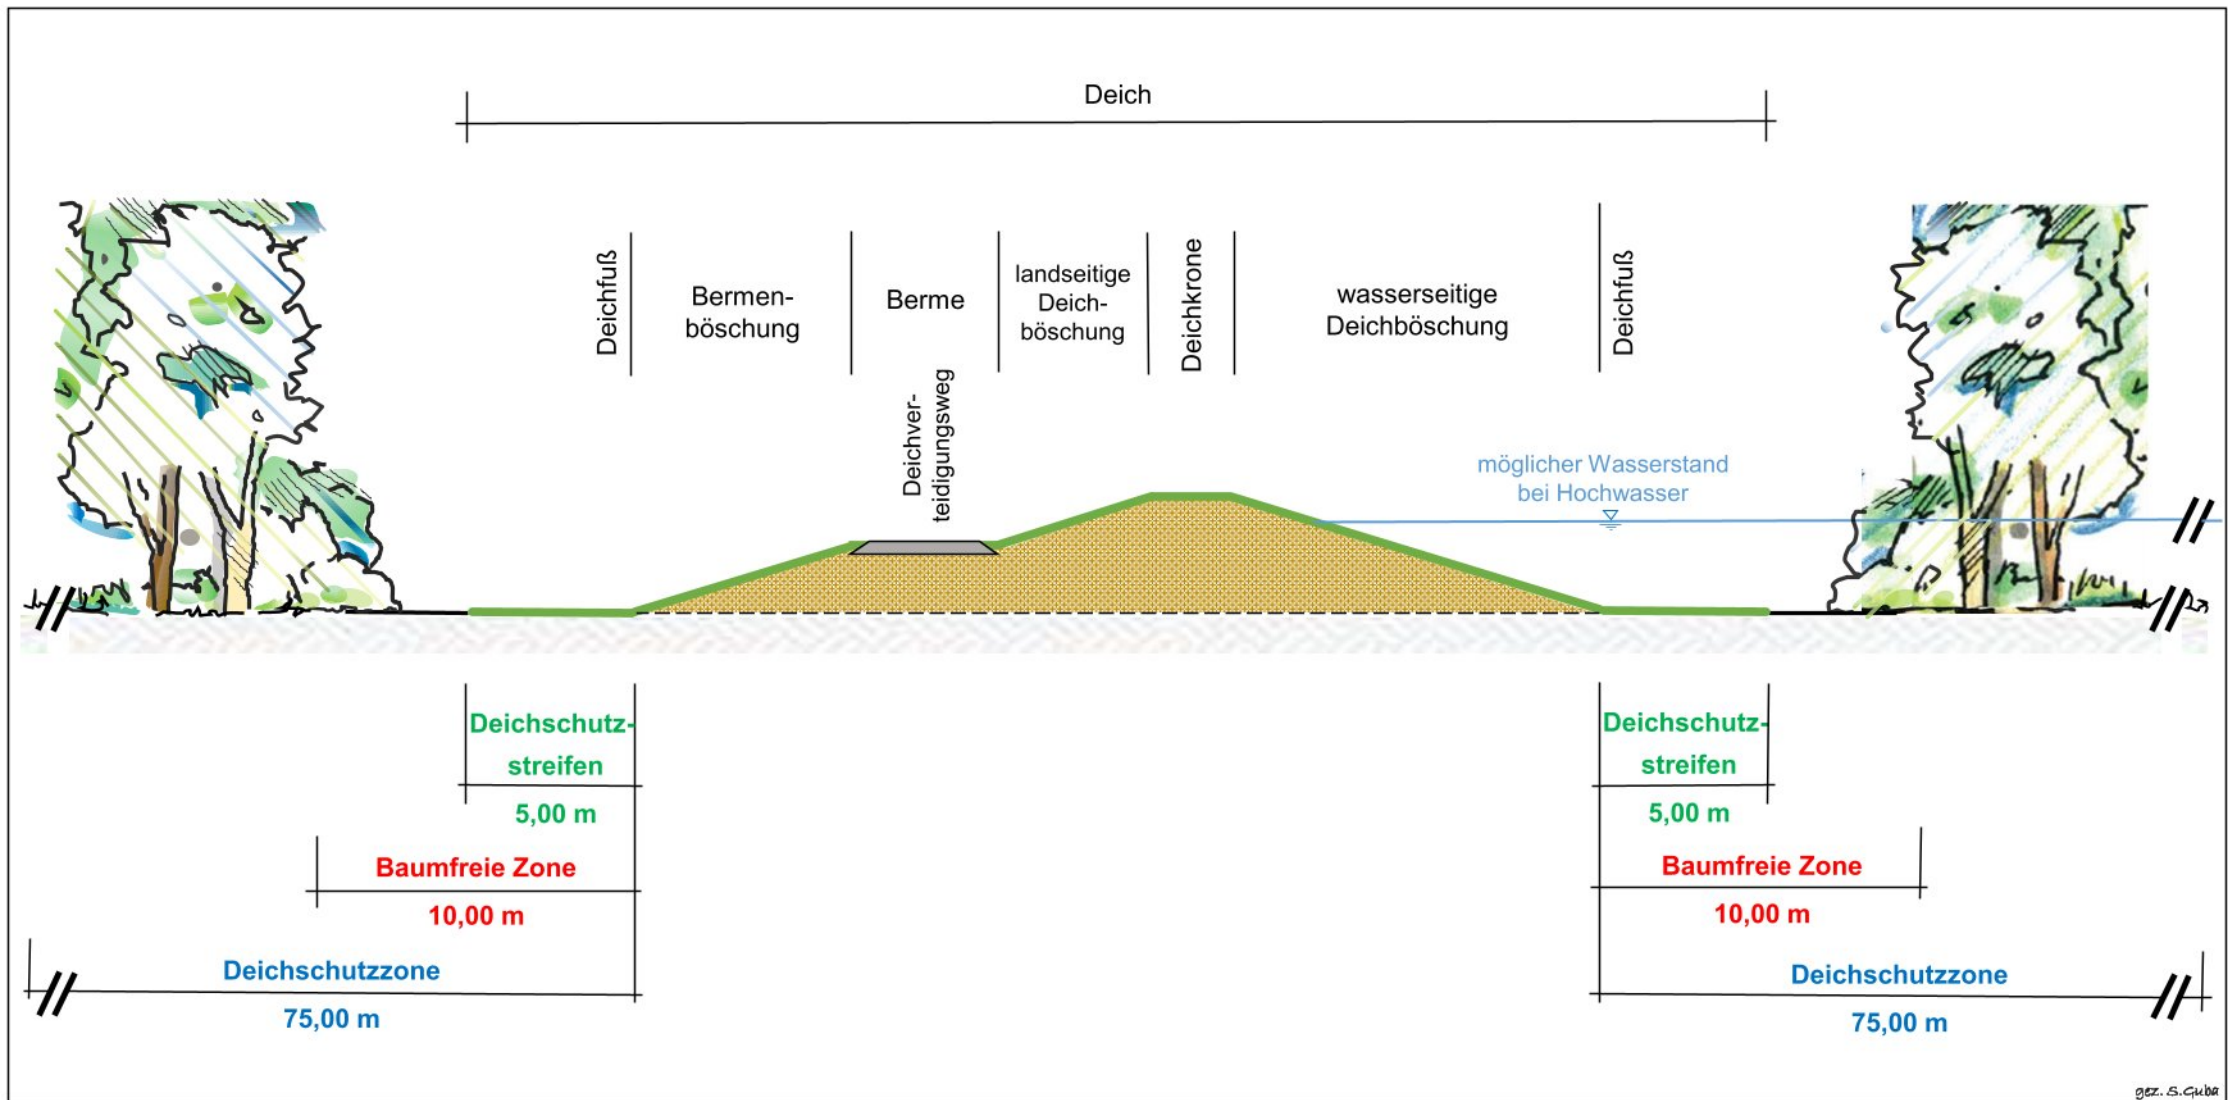 Deich
Deichfuß
Bermen-
böschung
Berme
landseitige
Deich-
böschung
Deichkrone
wasserseitige
Deichböschung
Deichfuß
Deichver-
teidigungsweg
möglicher Wasserstand
bei Hochwasser
Deichschutz-
streifen
5,00 m
Deichschutz-
streifen
5,00 m
Baumfreie Zone
10,00 m
Baumfreie Zone
10,00 m
Deichschutzzone
75,00 m
Deichschutzzone
75,00 m
gez. S. Guba